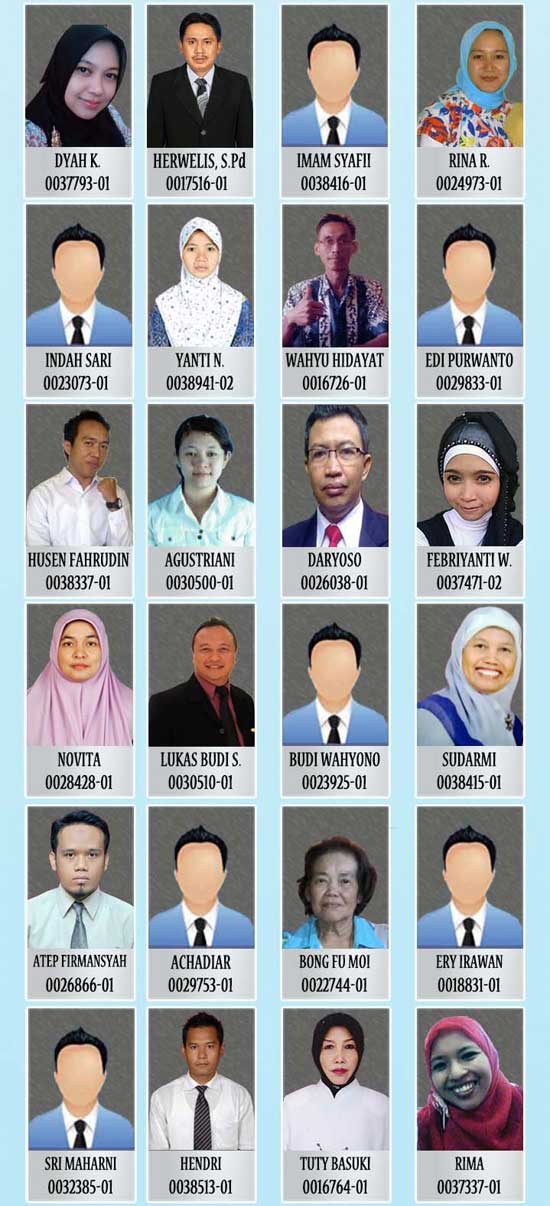 DYAH K.
0037793-01
HERWELIS, S.Pd
0017516-01
IMAM SYAFII
0038416-01
RINA R.
0024973-01
INDAH SARI
0023073-01
YANTI N.
0038941-02
WAHYU HIDAYAT
0016726-01
EDI PURWANTO
0029833-01
HUSEN FAHRUDIN
0038337-01
AGUSTRIANI
0030500-01
DARYOSO
0026038-01
FEBRIYANTI W.
0037471-02
NOVITA
0028428-01
LUKAS BUDI S.
0030510-01
BUDI WAHYONO
0023925-01
SUDARMI
0038415-01
ATEP FIRMANSYAH
0026866-01
ACHADIAR
0029753-01
BONG FU MOI
0022744-01
ERY IRAWAN
0018831-01
SRI MAHARNI
0032385-01
HENDRI
0038513-01
TUTY BASUKI
0016764-01
RIMA
0037337-01